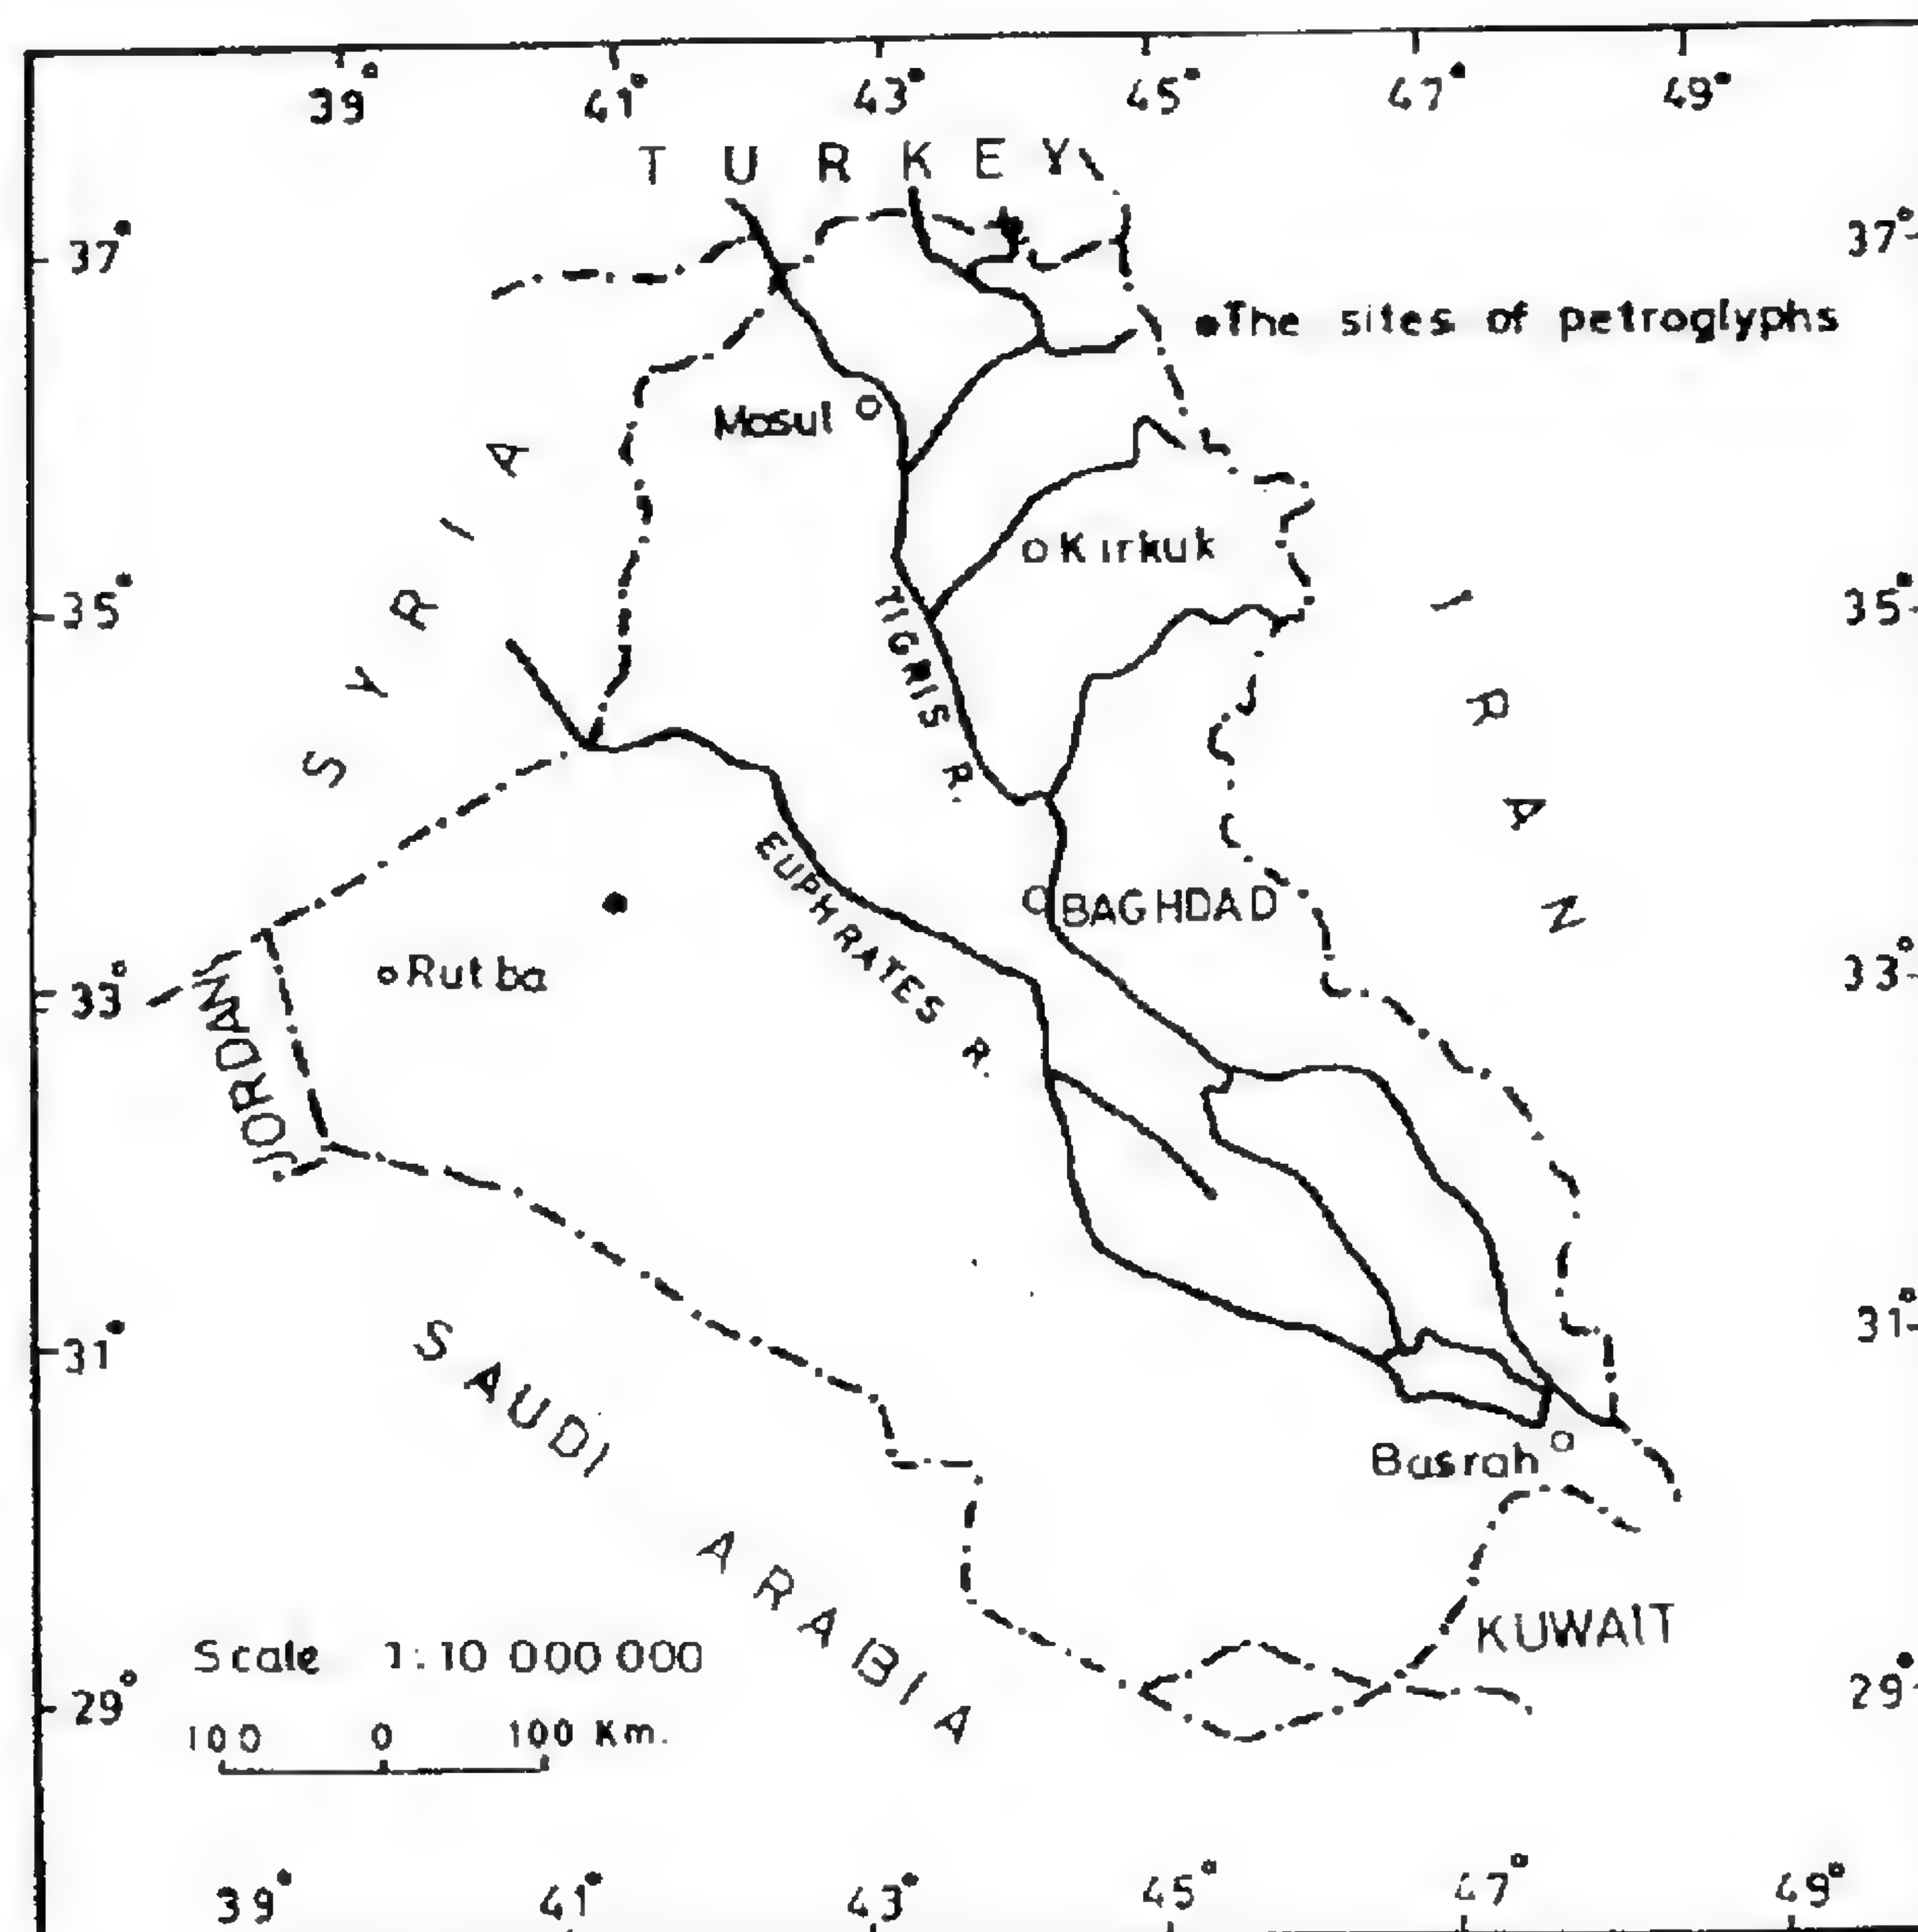 39° 41° 43° 45° 47° 49°
TURKEY
37° 37°
The sites of petroglyphs
Mosul
SYRIA
Kirkuk
35° 35°
TIGRIS R.
IRAN
EUPHRATES R.
BAGHDAD
Rutba
33° 33°
JORDAN
31° 31°
SAUDI ARABIA
Basrah
KUWAIT
Scale 1:10 000 000
29° 29°
100 0 100 Km.
39° 41° 43° 45° 47° 49°